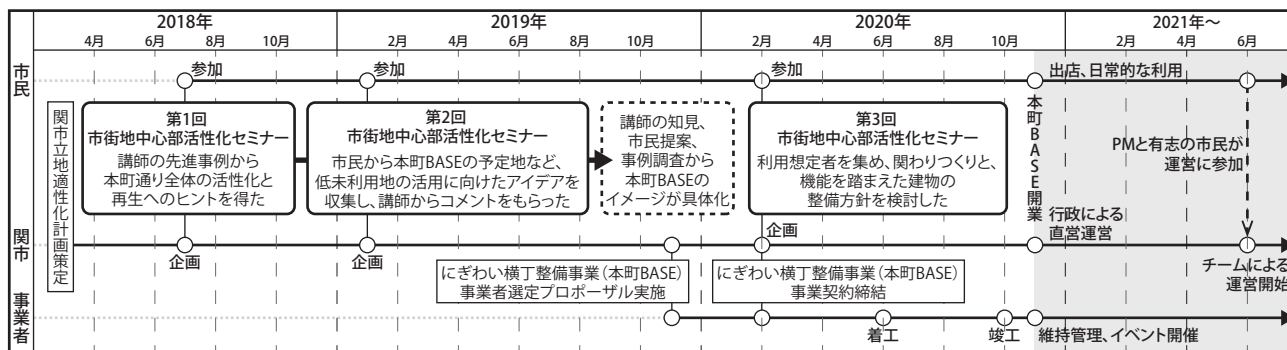 2018年
2019年
2020年
2021年～
4月
6月
8月
10月
2月
4月
6月
8月
10月
2月
4月
6月
8月
10月
2月
4月
6月
市民
参加
参加
参加
出店、日常的な利用
関市立地適性化計画策定
第1回
市街地中心部活性化セミナー
講師の先進事例から
本町通り全体の活性化と
再生へのヒントを得た
第2回
市街地中心部活性化セミナー
市民から本町BASEの予定地など、
低未利用地の活用に向けたアイデアを
収集し、講師からコメントをもらった
講師の知見、
市民提案、
事例調査から
本町BASEの
イメージが具体化
第3回
市街地中心部活性化セミナー
利用想定者を集め、関わりつくりと、
機能を踏まえた建物の
整備方針を検討した
本町BASE開業
PMと有志の市民が
運営に参加
関市
企画
企画
企画
行政による
直営運営
チームによる
運営開始
にぎわい横丁整備事業（本町BASE）
事業者選定プロポーザル実施
にぎわい横丁整備事業（本町BASE）
事業契約締結
事業者
着工
竣工
維持管理、イベント開催